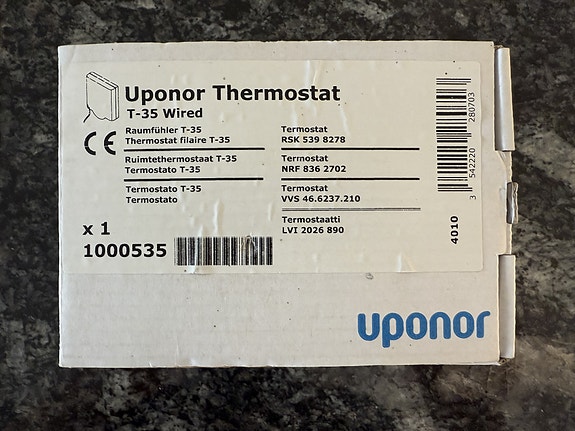 Uponor Thermostat
T-35 Wired
CE
Raumfühler T-35
Thermostat filaire T-35
Ruimtethermostaat T-35
Termostato T-35
Termostato T-35
Termostato
Termostat
RSK 539 8278
Termostat
NRF 836 2702
Termostat
VVS 46.6237.210
Termostaatti
LVI 2026 890
x 1
1000535
3 542220 280703
4010
uponor